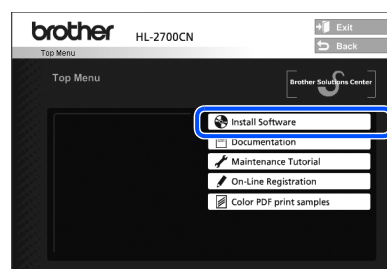 brother
HL-2700CN
Exit
Back
Top Menu
Top Menu
Brother Solutions Center
Install Software
Documentation
Maintenance Tutorial
On-Line Registration
Color PDF print samples